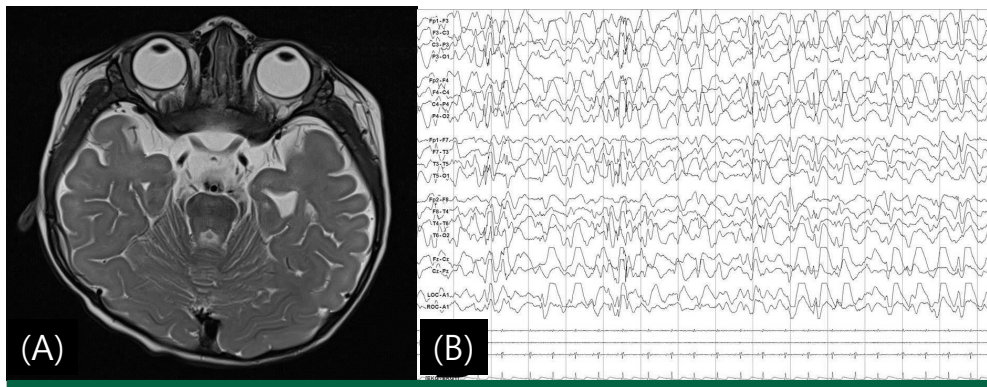 (A)
(B)
Fp1-F3
F3-C3
C3-P3
P3-O1
Fp2-F4
F4-C4
C4-P4
P4-O2
Fp1-F7
F7-T3
T3-T5
T5-O1
Fp2-F8
F8-T4
T4-T6
T6-O2
Fz-Cz
Cz-Pz
LOC-A1
ROC-A1